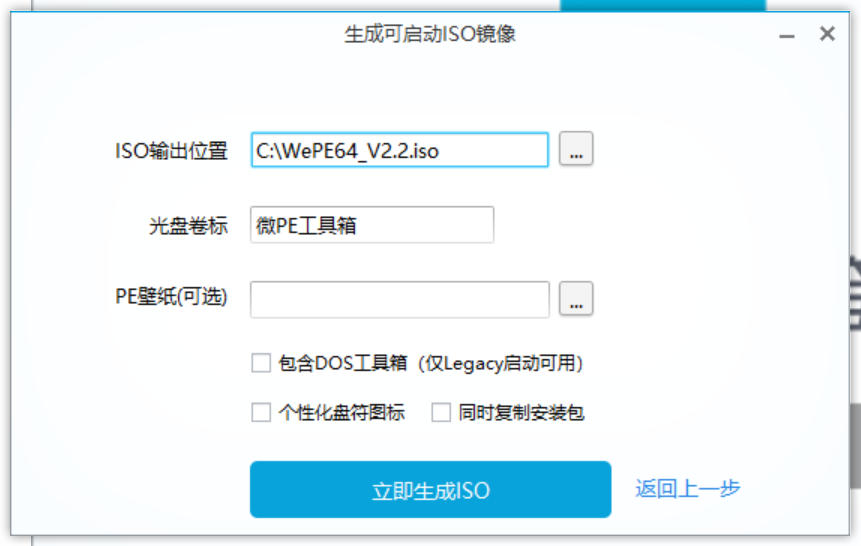 生成可启动ISO镜像
ISO输出位置 C:\WePE64_V2.2.iso ...
光盘卷标 微PE工具箱
PE壁纸(可选) ...
包含DOS工具箱（仅Legacy启动可用）
个性化盘符图标 同时复制安装包
立即生成ISO 返回上一步